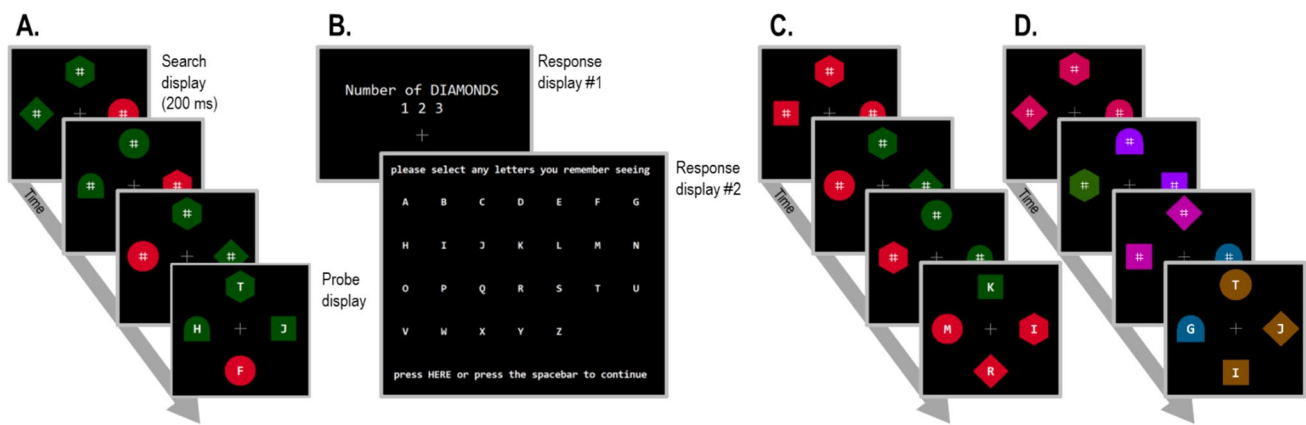 A.
Search
display
(200 ms)
#
#
#
#
#
#
#
#
#
T
H
J
F
Time
Probe
display
B.
Number of DIAMONDS
1 2 3
Response
display #1
please select any letters you remember seeing
A B C D E F G
H I J K L M N
O P Q R S T U
V W X Y Z
press HERE or press the spacebar to continue
Response
display #2
C.
#
#
#
#
#
#
#
#
#
K
M
I
R
Time
D.
#
#
#
#
#
#
#
#
#
T
G
J
I
Time